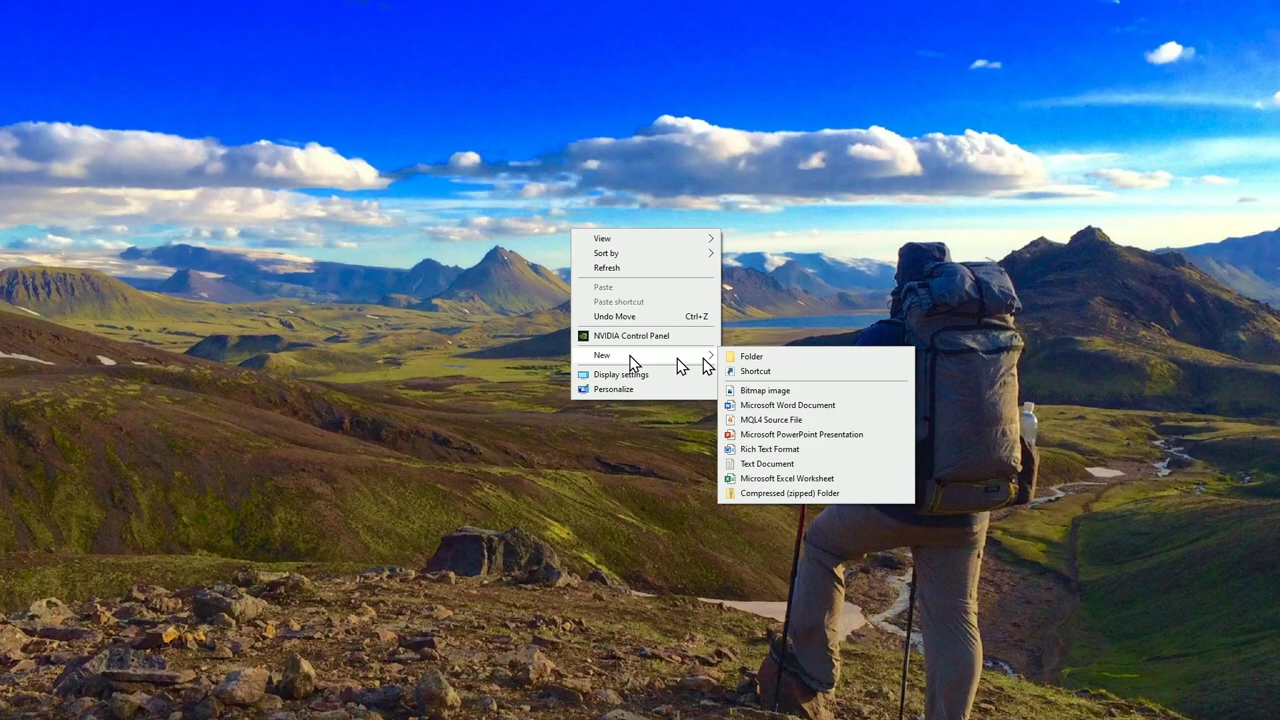 View
Sort by
Refresh
Paste
Paste shortcut
Undo Move Ctrl+Z
NVIDIA Control Panel
New
Display settings
Personalize
Folder
Shortcut
Bitmap image
Microsoft Word Document
MQL4 Source File
Microsoft PowerPoint Presentation
Rich Text Format
Text Document
Microsoft Excel Worksheet
Compressed (zipped) Folder